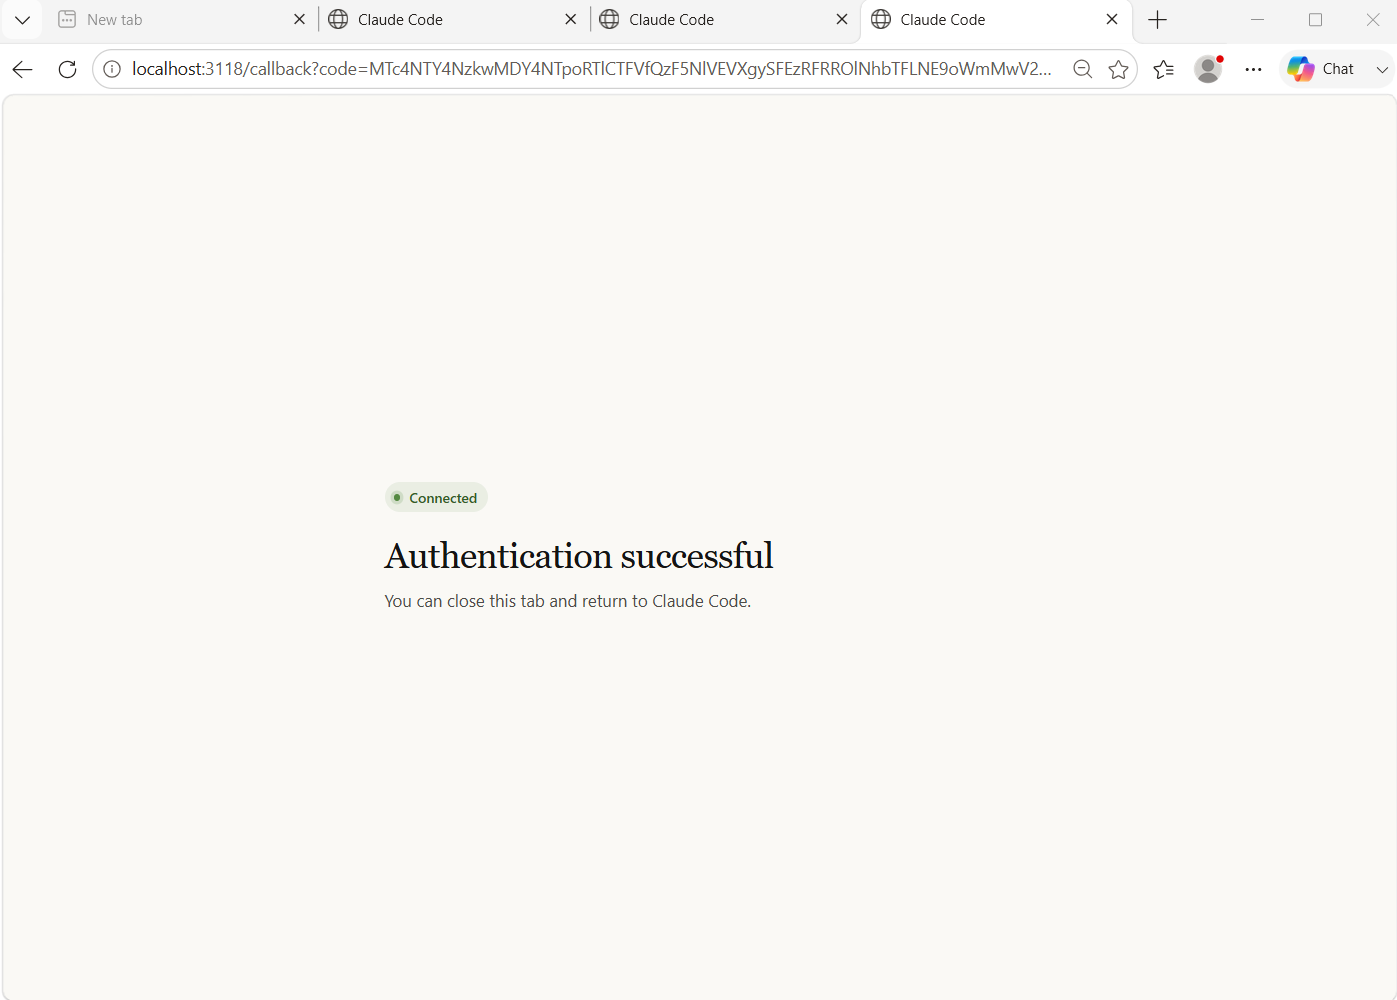 New tab
Claude Code
Claude Code
Claude Code
localhost:3118/callback?code=
Chat
Connected
Authentication successful
You can close this tab and return to Claude Code.